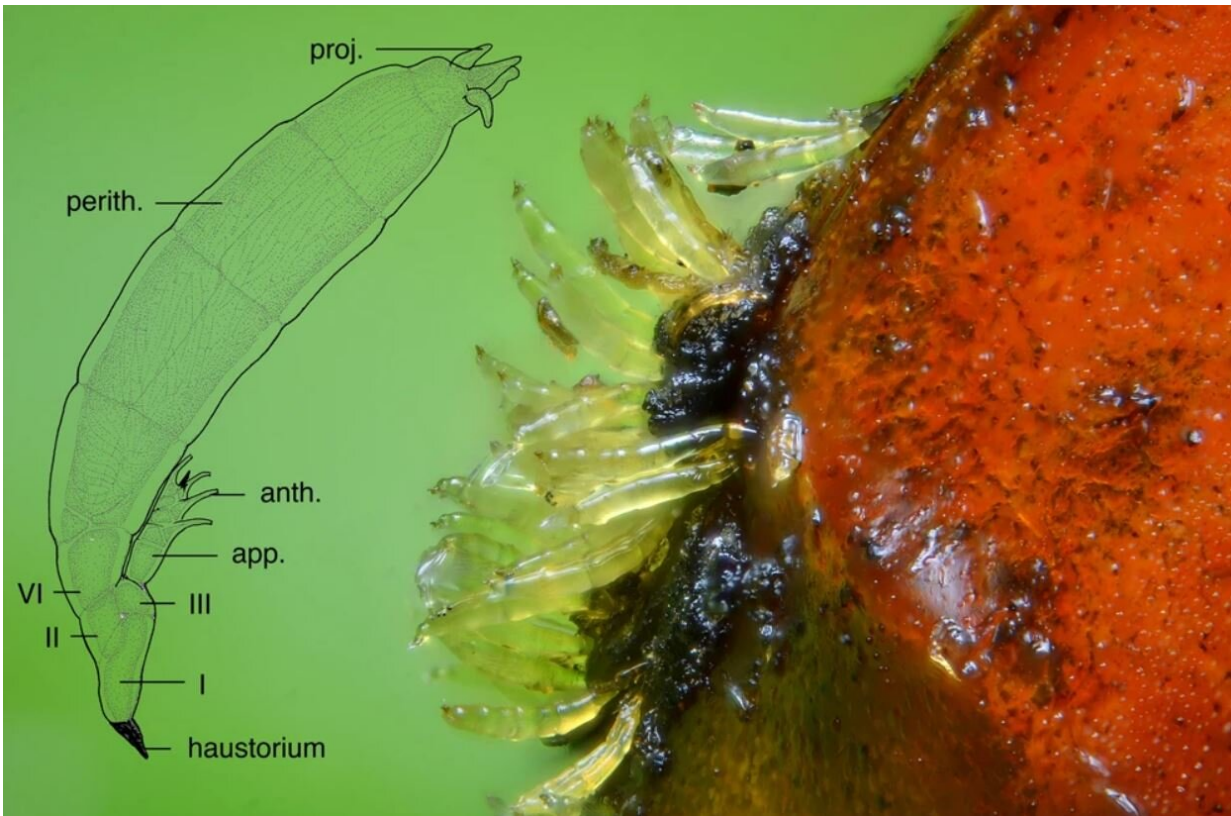 proj.
perith.
anth.
app.
VI
III
II
I
haustorium